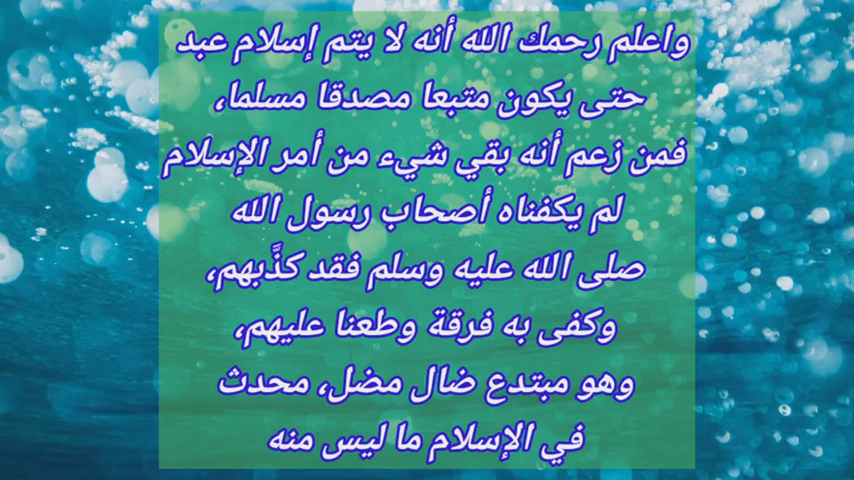 واعلم رحمك الله أنه لا يتم إسلام عبد
حتى يكون متبعا مصدقا مسلما،
فمن زعم أنه بقي شيء من أمر الإسلام
لم يكفناه أصحاب رسول الله
صلى الله عليه وسلم فقد كذَّبهم،
وكفى به فرقة وطعنا عليهم،
وهو مبتدع ضال مضل، محدث
في الإسلام ما ليس منه